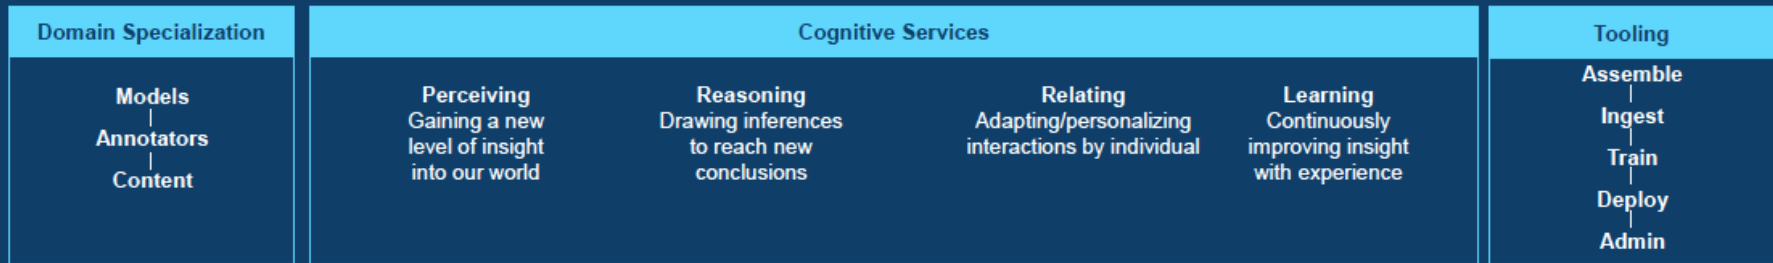 Domain Specialization
Models
Annotators
Content
Cognitive Services
Perceiving
Gaining a new
level of insight
into our world
Reasoning
Drawing inferences
to reach new
conclusions
Relating
Adapting/personalizing
interactions by individual
Learning
Continuously
improving insight
with experience
Tooling
Assemble
Ingest
Train
Deploy
Admin